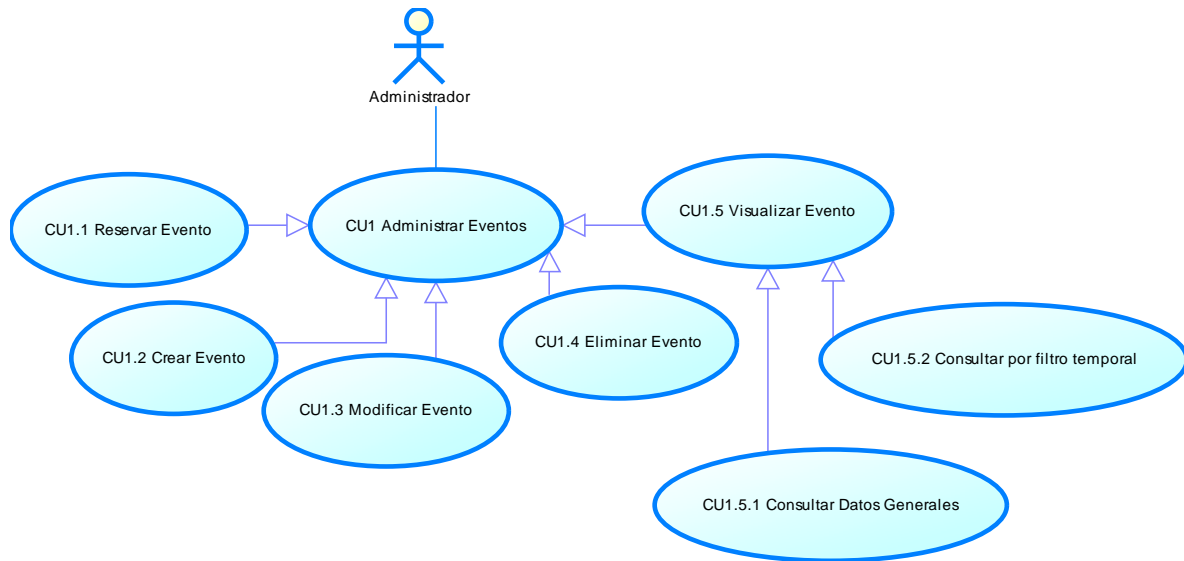 Administrador
CU1.1 Reservar Evento
CU1 Administrar Eventos
CU1.5 Visualizar Evento
CU1.2 Crear Evento
CU1.3 Modificar Evento
CU1.4 Eliminar Evento
CU1.5.2 Consultar por filtro temporal
CU1.5.1 Consultar Datos Generales